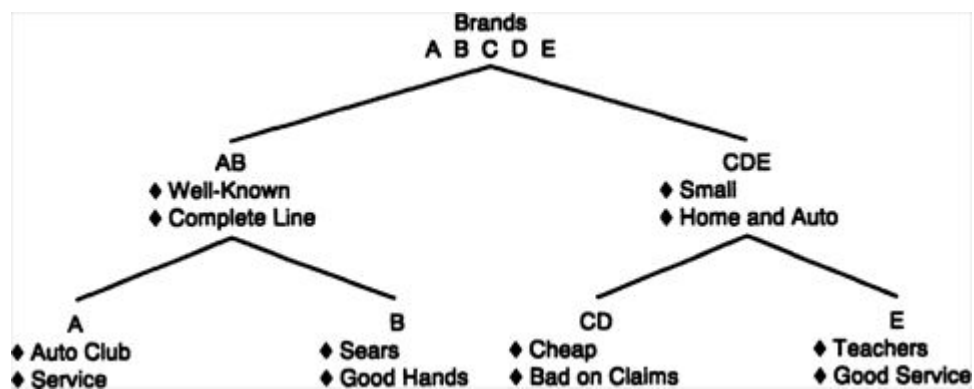 Brands
A B C D E
AB
♦ Well-Known
♦ Complete Line
CDE
♦ Small
♦ Home and Auto
A
♦ Auto Club
♦ Service
B
♦ Sears
♦ Good Hands
CD
♦ Cheap
♦ Bad on Claims
E
♦ Teachers
♦ Good Service